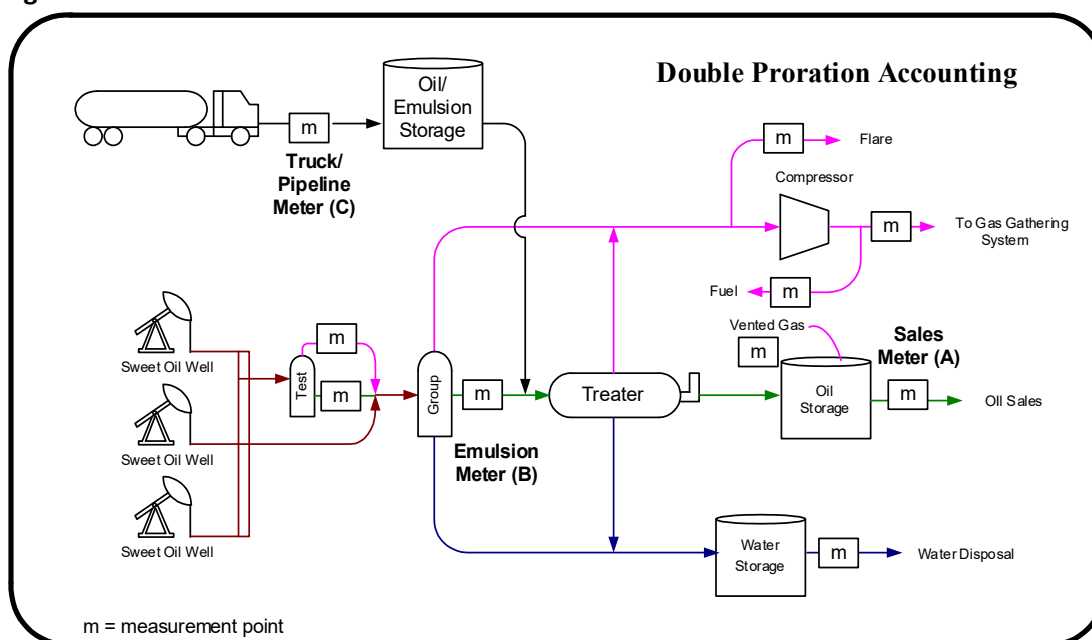 Double Proration Accounting
Oil/
Emulsion
Storage
m
Truck/
Pipeline
Meter (C)
m
Flare
Compressor
m
To Gas Gathering
System
Fuel
m
Vented Gas
m
Sales
Meter (A)
Sweet Oil Well
m
Test
m
Group
m
Treater
Oil
Storage
m
OIl Sales
Sweet Oil Well
Emulsion
Meter (B)
Sweet Oil Well
Water
Storage
m
Water Disposal
m = measurement point